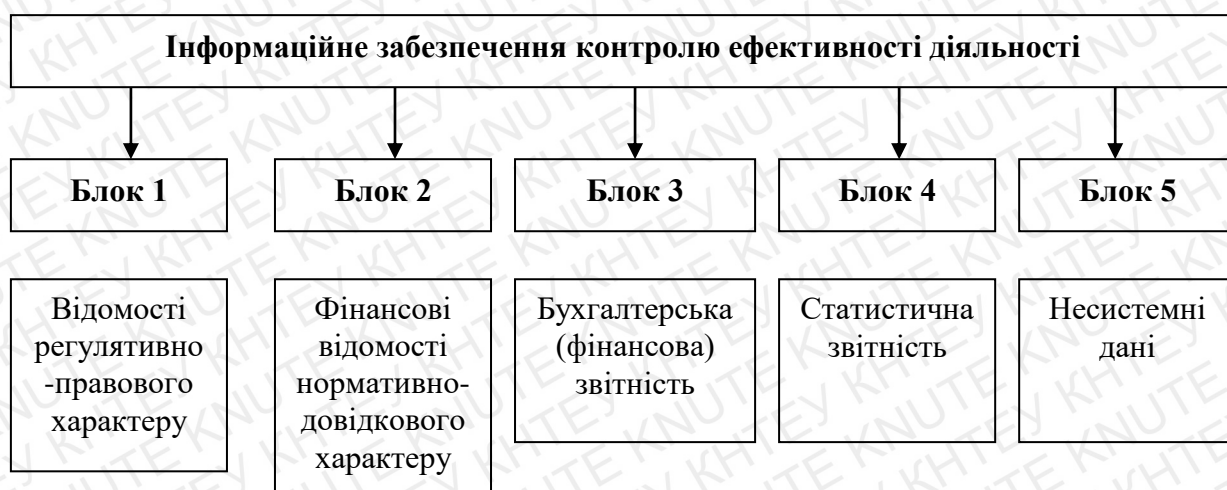 Інформаційне забезпечення контролю ефективності діяльності
Блок 1
Блок 2
Блок 3
Блок 4
Блок 5
Відомості
регулятивно
-правового
характеру
Фінансові
відомості
нормативно-
довідкового
характеру
Бухгалтерська
(фінансова)
звітність
Статистична
звітність
Несистемні
дані